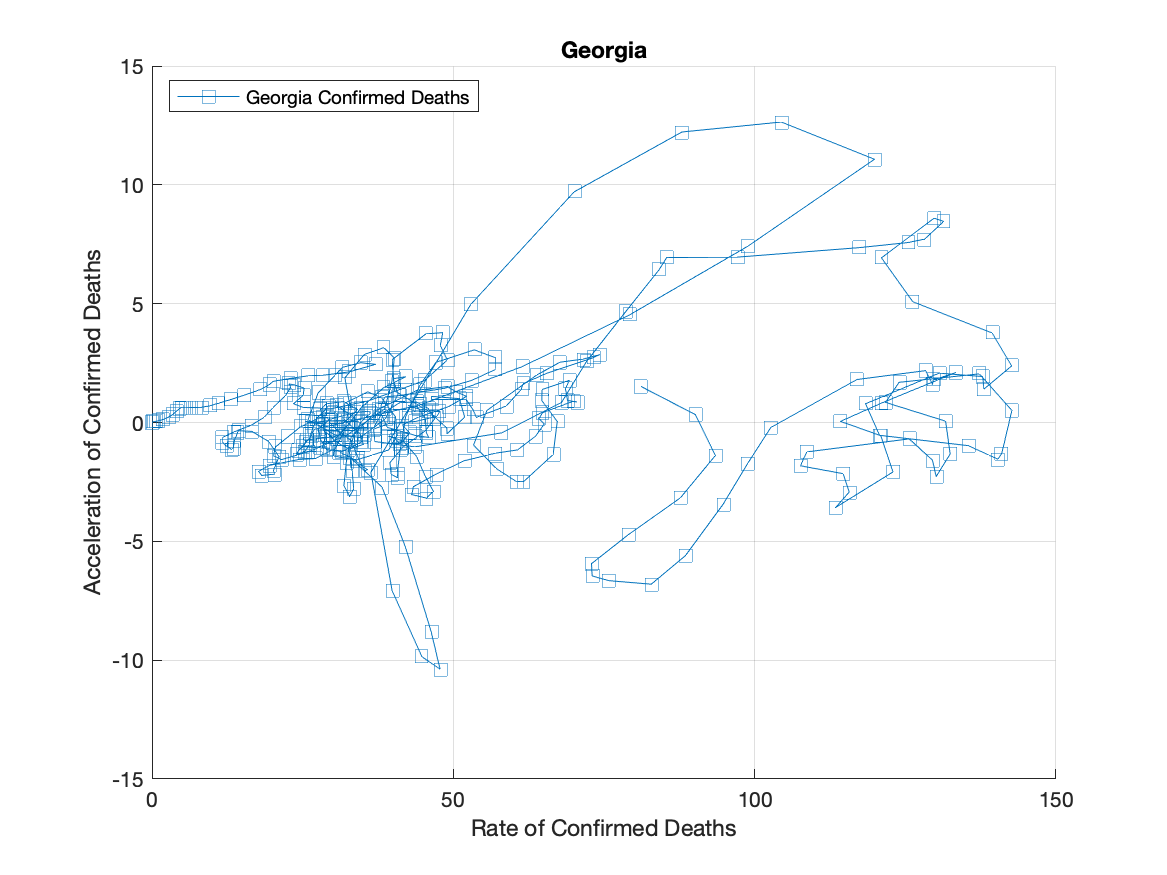 Georgia
15
Georgia Confirmed Deaths
10
5
0
-5
-10
-15
Acceleration of Confirmed Deaths
0 50 100 150
Rate of Confirmed Deaths